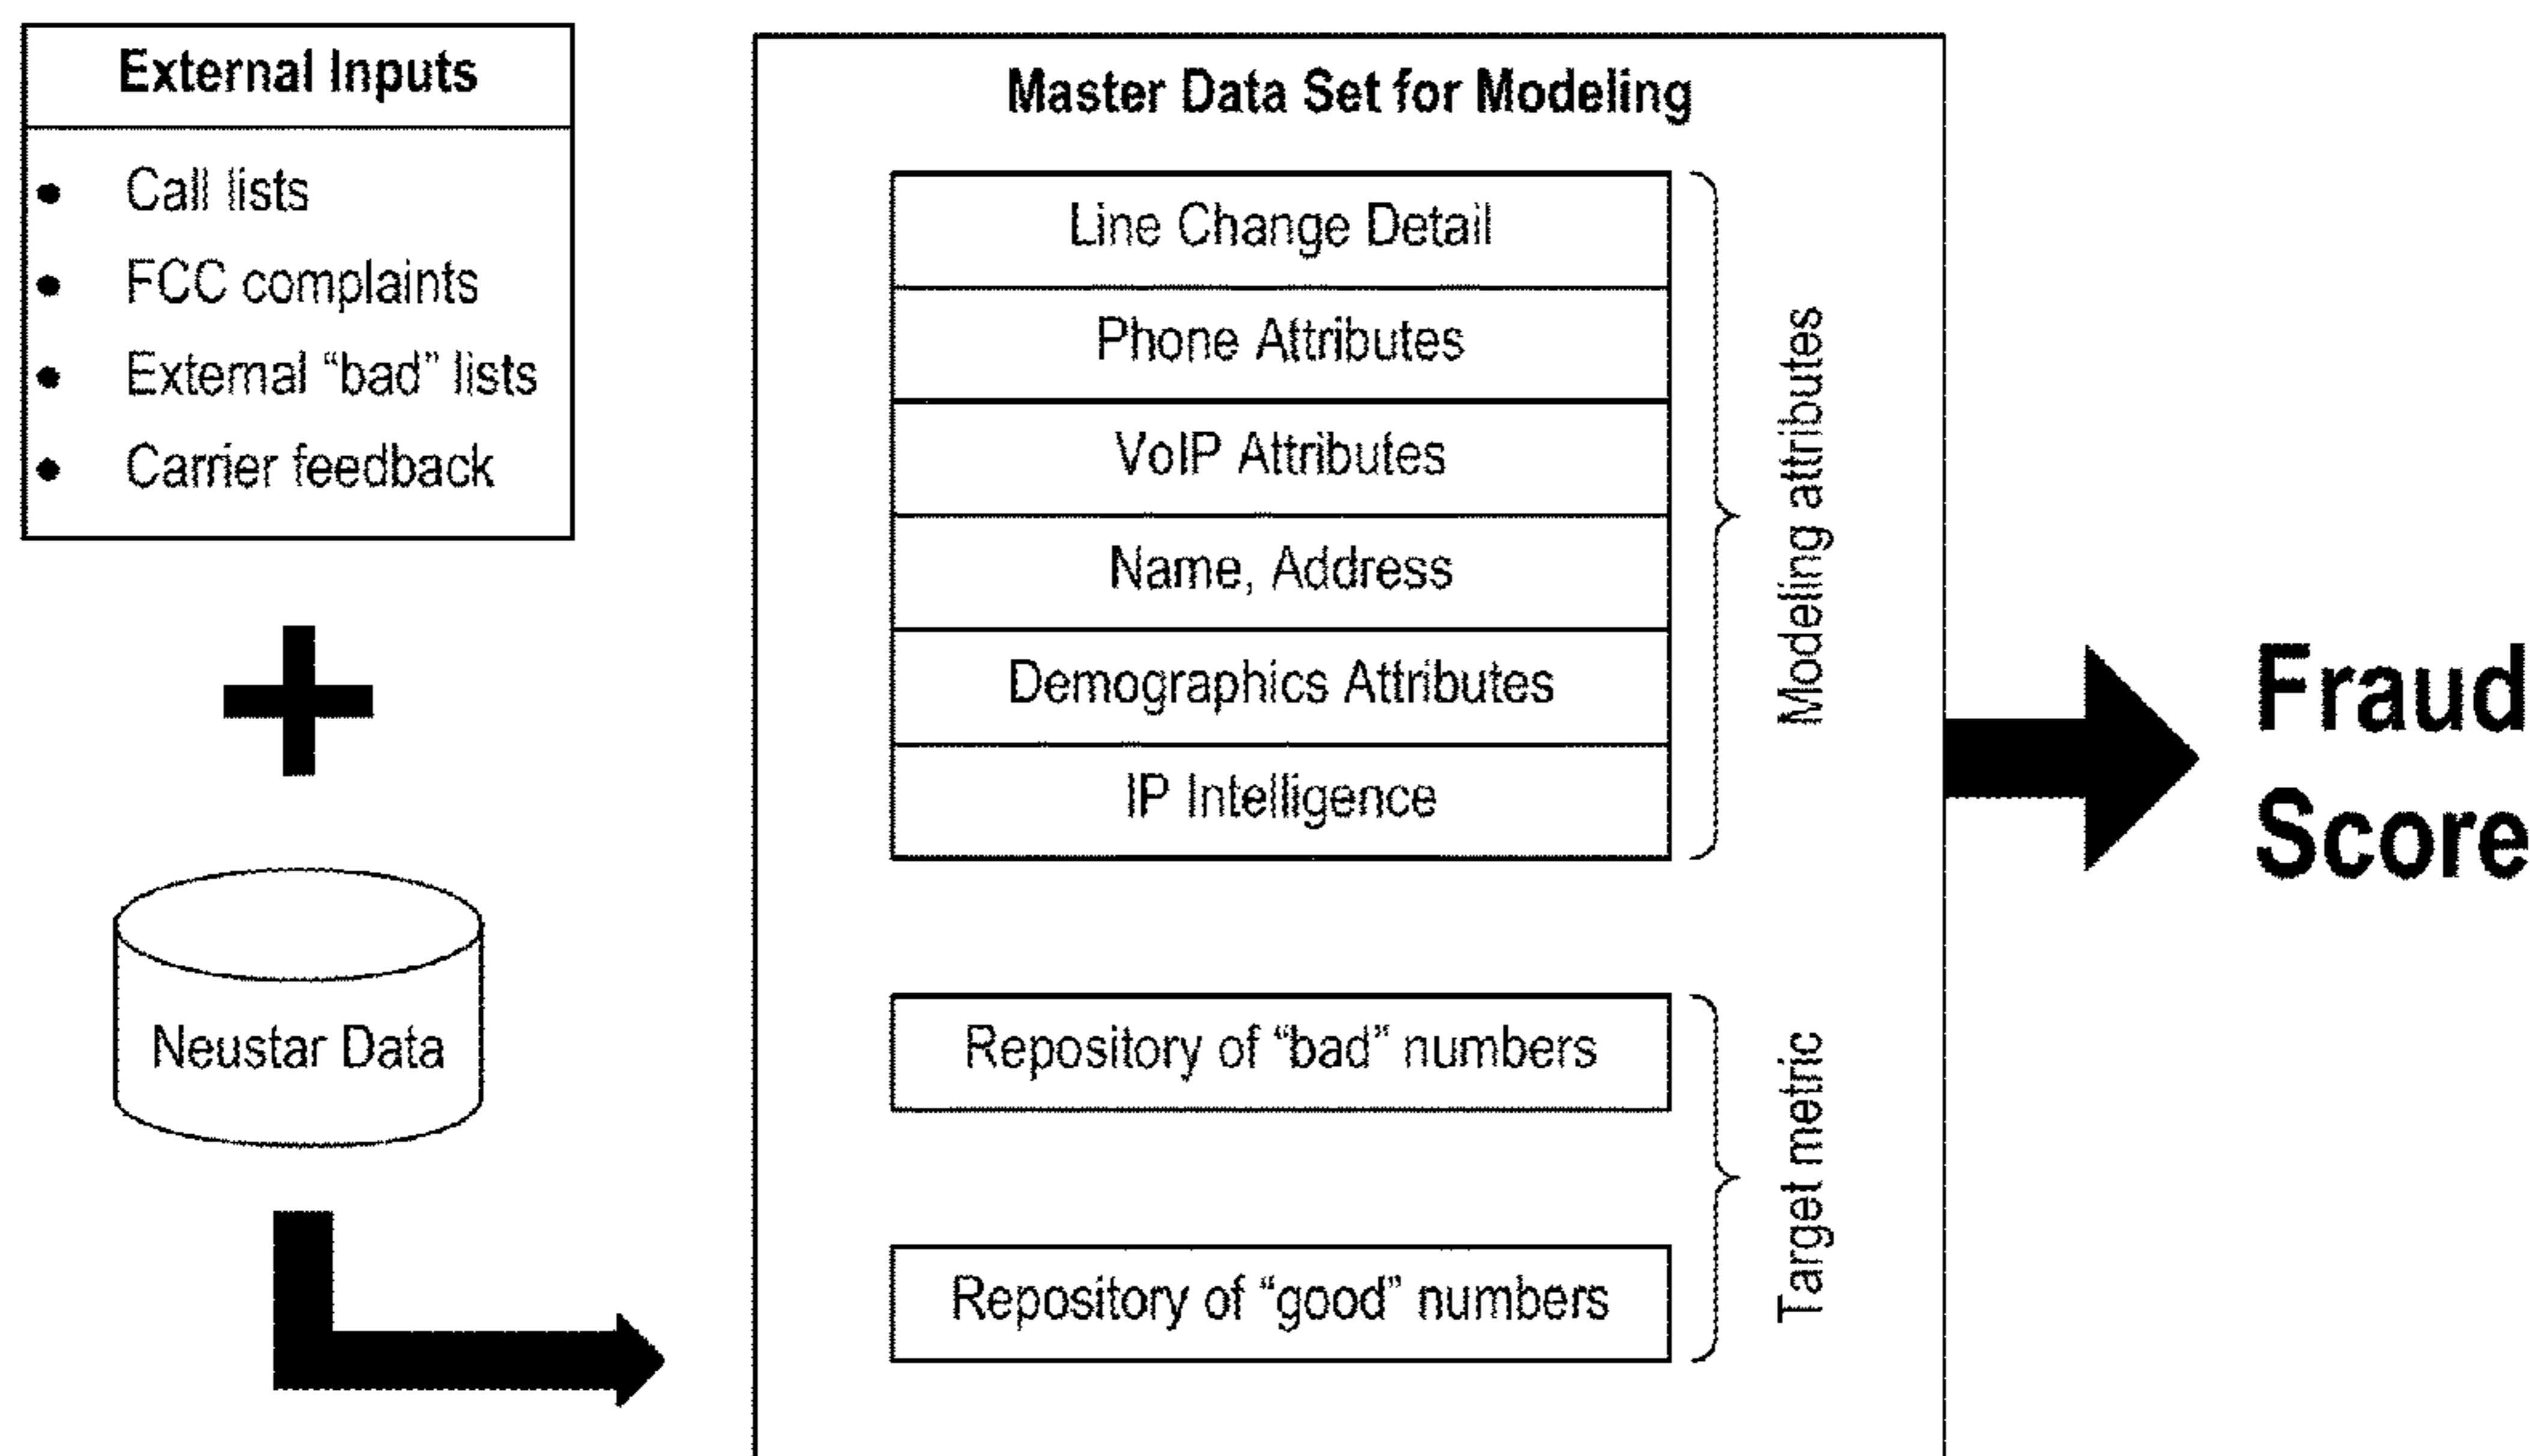 External Inputs
• Call lists
• FCC complaints
• External “bad” lists
• Carrier feedback
Neustar Data
Master Data Set for Modeling
Line Change Detail
Phone Attributes
VoIP Attributes
Name, Address
Demographics Attributes
IP Intelligence
Modeling attributes
Repository of “bad” numbers
Repository of “good” numbers
Target metric
Fraud
Score